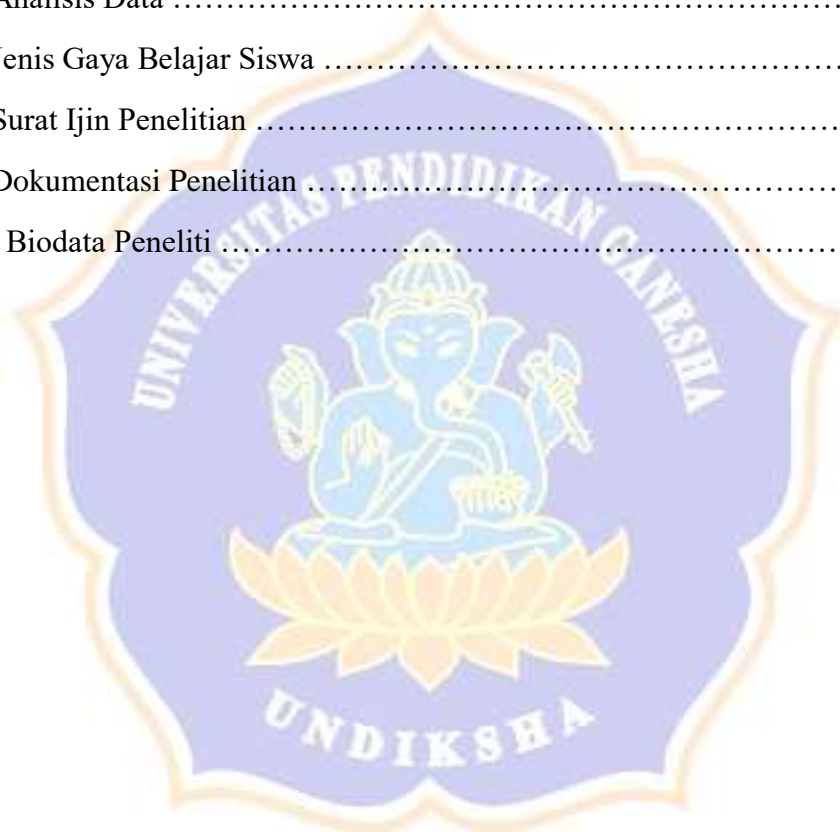 Analisis Data ……………………………………………………
Jenis Gaya Belajar Siswa ………………………………………
Surat Ijin Penelitian ……………………………………………
Dokumentasi Penelitian …………………………………………
Biodata Peneliti …………………………………………………
UNIVERSITAS PENDIDIKAN GANESHA
UNDIKSHA